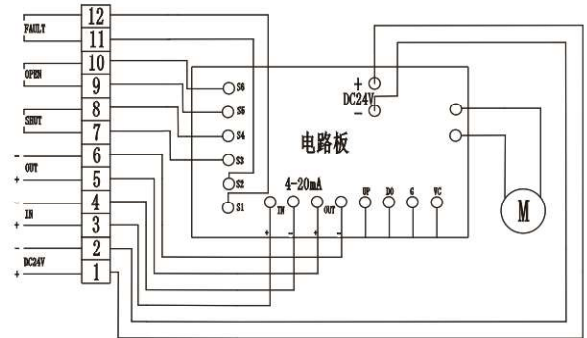 FAULT
12
11
OPEN
10
9
SHUT
8
7
-
OUT
+
6
5
IN
+
4
3
-
DC24V
+
2
1
S6
S5
S4
S3
S2
S1
+
DC24V
-
电路板
4-20mA
IN
OUT
UP
DO
G
VC
+
-
+
-
M